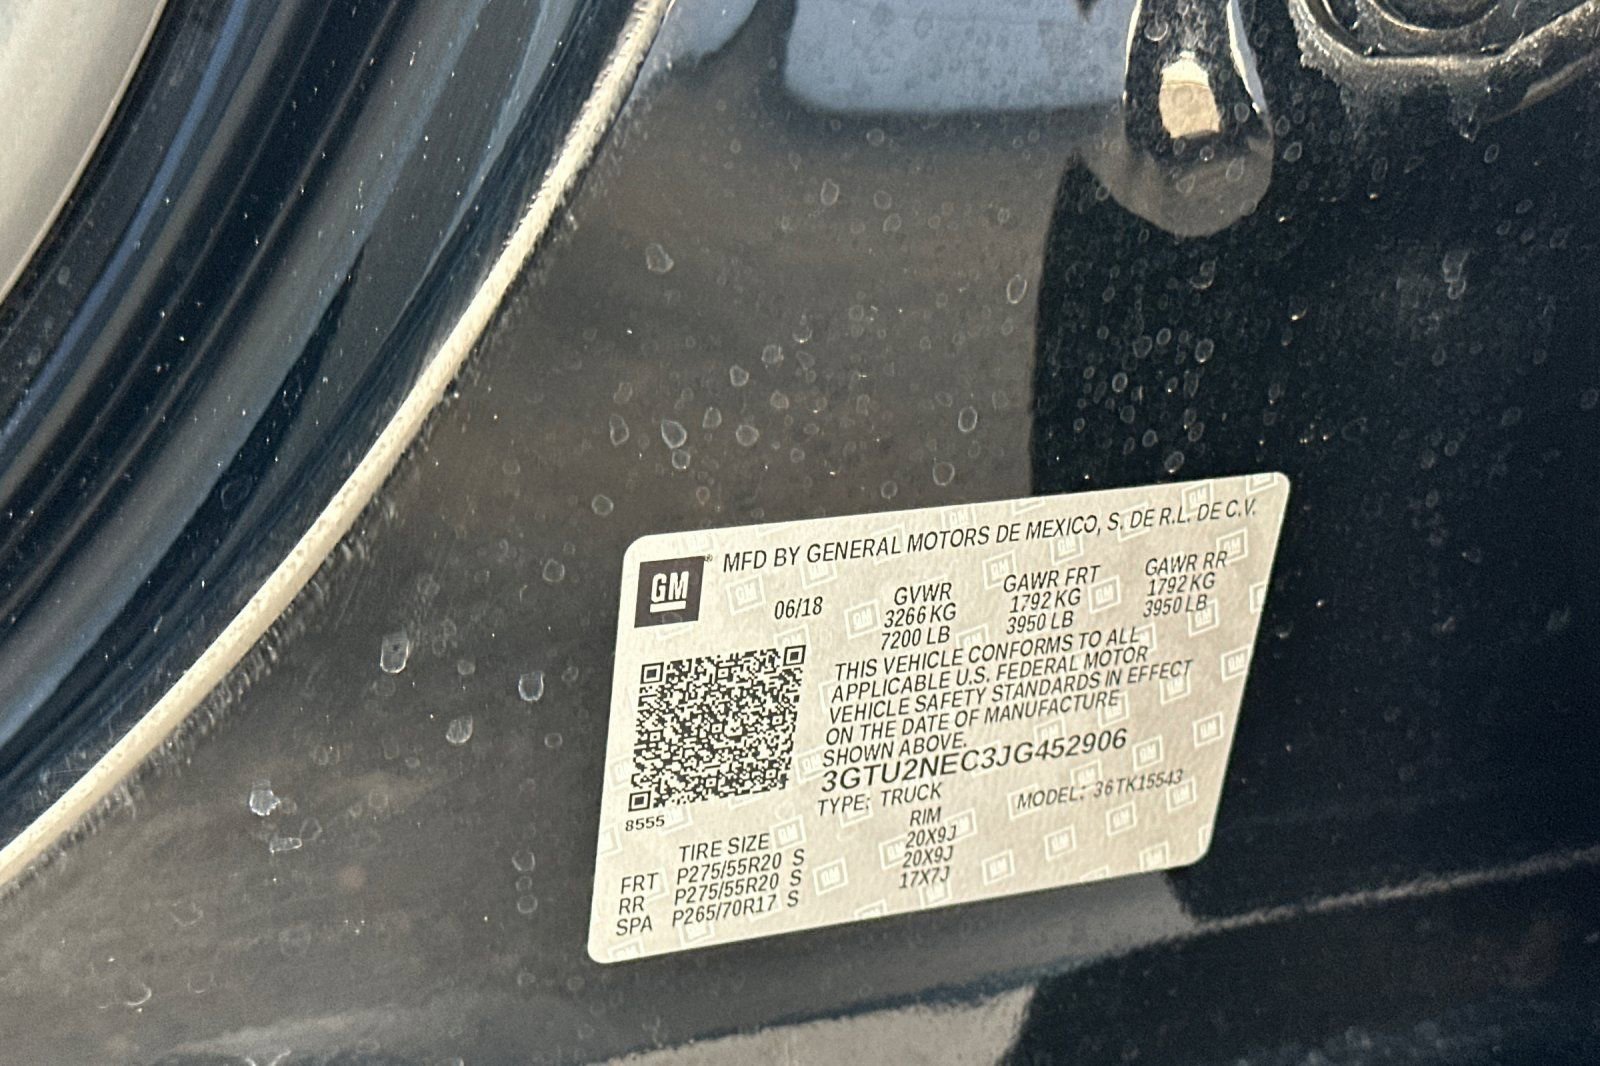 GM® MFD BY GENERAL MOTORS DE MEXICO, S. DE R.L. DE C.V.
06/18 GVWR GAWR FRT GAWR RR
3266 KG 1792 KG 1792 KG
7200 LB 3950 LB 3950 LB
THIS VEHICLE CONFORMS TO ALL
APPLICABLE U.S. FEDERAL MOTOR
VEHICLE SAFETY STANDARDS IN EFFECT
ON THE DATE OF MANUFACTURE
SHOWN ABOVE.
3GTU2NEC3JG452906
TYPE: TRUCK MODEL: 36TK15543
8555
TIRE SIZE RIM
FRT P275/55R20 S 20X9J
RR P275/55R20 S 20X9J
SPA P265/70R17 S 17X7J